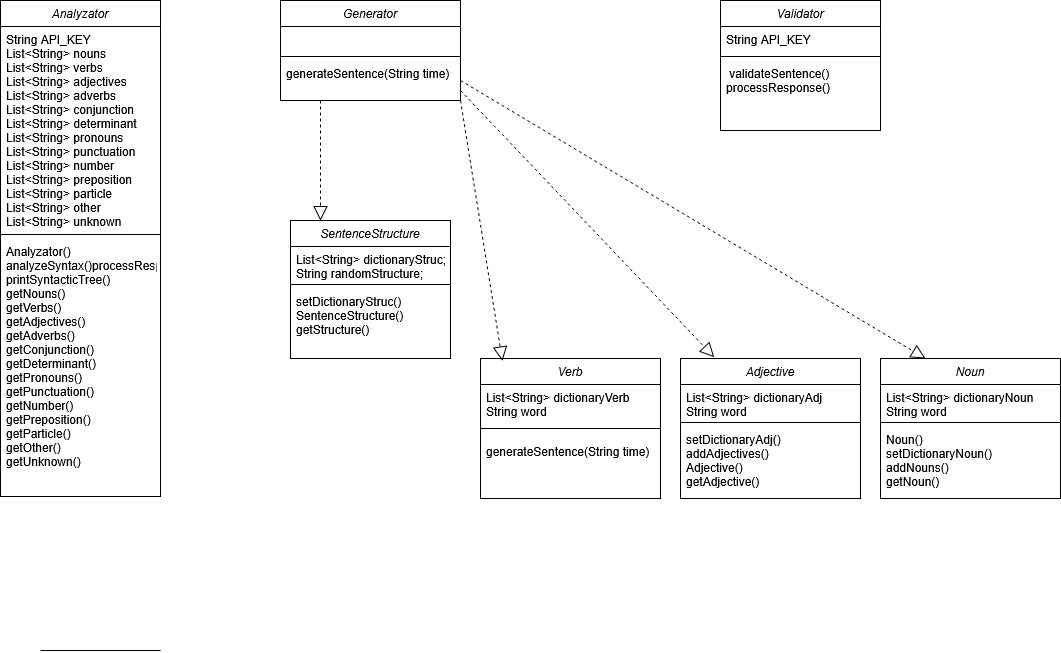 Analyzator
String API_KEY
List<String> nouns
List<String> verbs
List<String> adjectives
List<String> adverbs
List<String> conjunction
List<String> determinant
List<String> pronouns
List<String> punctuation
List<String> number
List<String> preposition
List<String> particle
List<String> other
List<String> unknown
Analyzator()
analyzeSyntax()processResp
printSyntacticTree()
getNouns()
getVerbs()
getAdjectives()
getAdverbs()
getConjunction()
getDeterminant()
getPronouns()
getPunctuation()
getNumber()
getPreposition()
getParticle()
getOther()
getUnknown()
Generator
generateSentence(String time)
Validator
String API_KEY
validateSentence()
processResponse()
SentenceStructure
List<String> dictionaryStruc;
String randomStructure;
setDictionaryStruc()
SentenceStructure()
getStructure()
Verb
List<String> dictionaryVerb
String word
generateSentence(String time)
Adjective
List<String> dictionaryAdj
String word
setDictionaryAdj()
addAdjectives()
Adjective()
getAdjective()
Noun
List<String> dictionaryNoun
String word
Noun()
setDictionaryNoun()
addNouns()
getNoun()